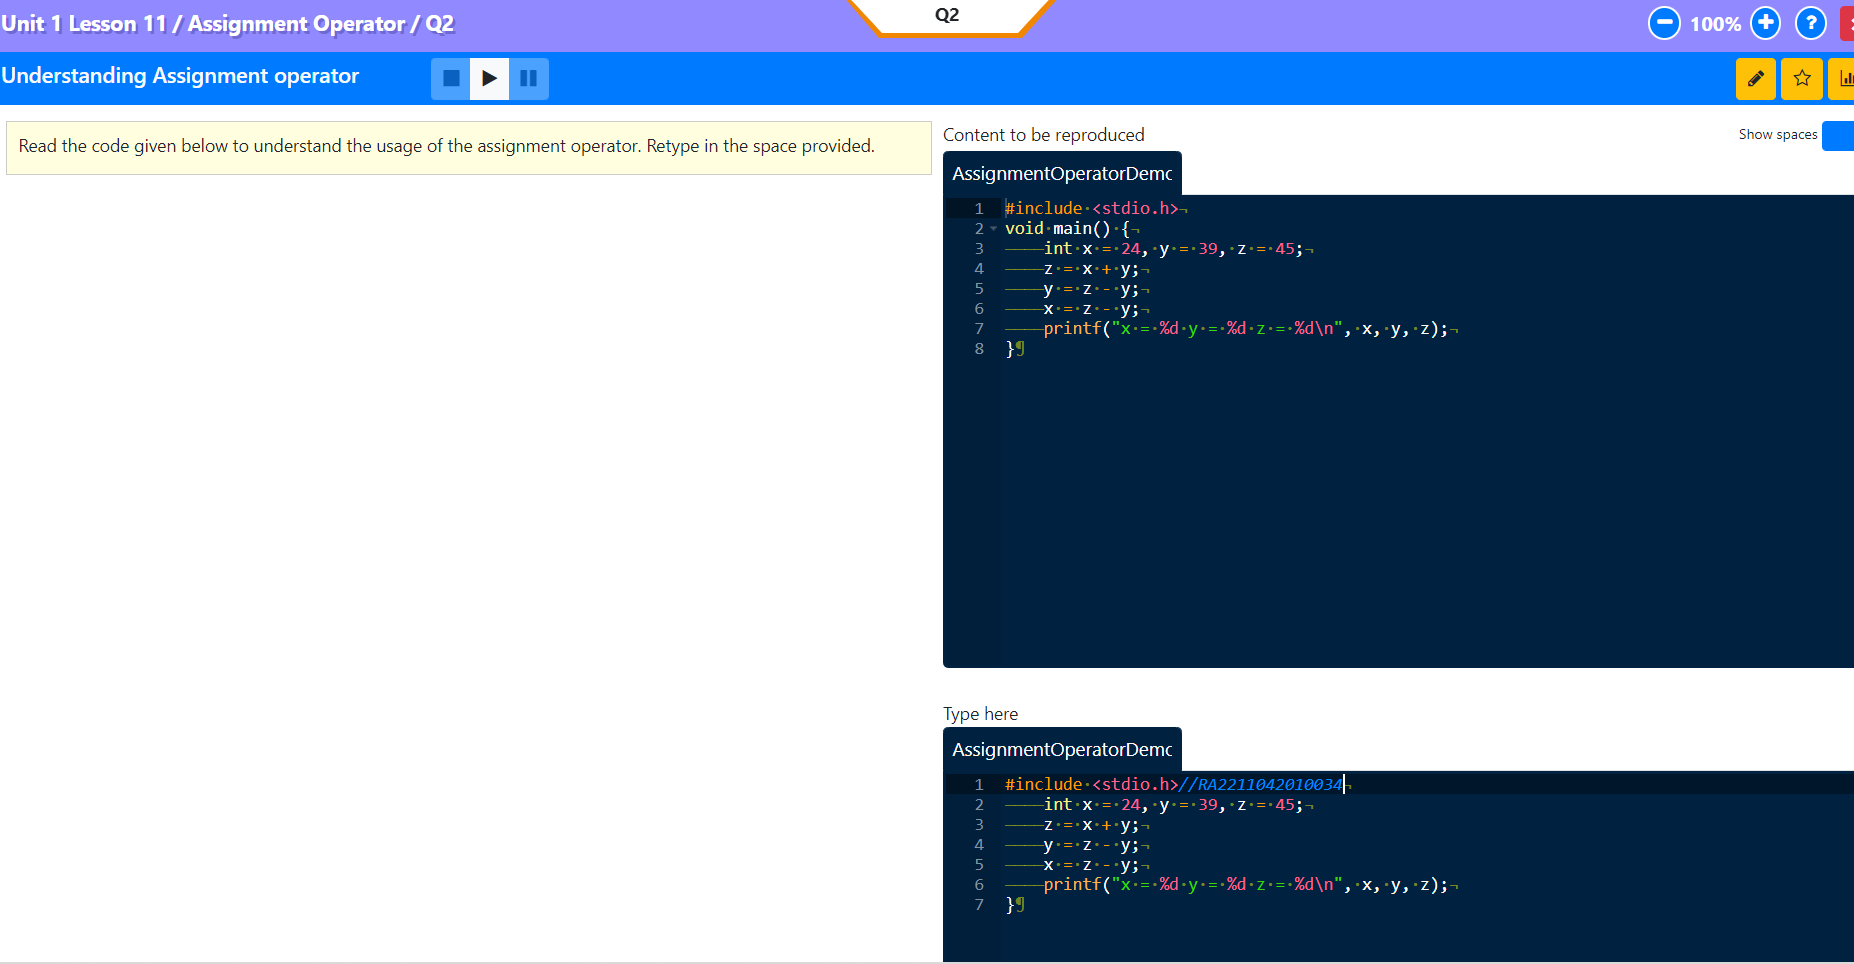 Unit 1 Lesson 11 / Assignment Operator / Q2
Q2
100%
?
Understanding Assignment operator
Read the code given below to understand the usage of the assignment operator. Retype in the space provided.
Content to be reproduced
Show spaces
AssignmentOperatorDemc
1 #include <stdio.h>
2 void main() {
3 int x = 24, y = 39, z = 45;
4 z = x + y;
5 y = z - y;
6 x = z - y;
7 printf("x = %d y = %d z = %d\n", x, y, z);
8 }
Type here
AssignmentOperatorDemc
1 #include <stdio.h>//RA2211042010034
2 int x = 24, y = 39, z = 45;
3 z = x + y;
4 y = z - y;
5 x = z - y;
6 printf("x = %d y = %d z = %d\n", x, y, z);
7 }